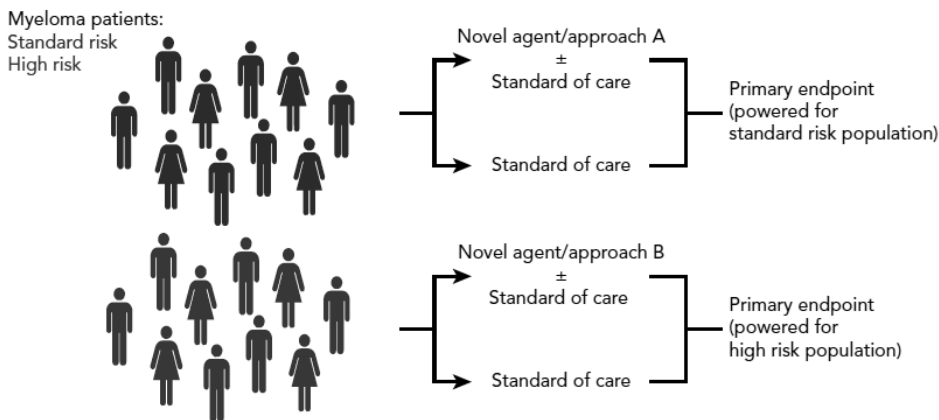 Myeloma patients:
Standard risk
High risk
Novel agent/approach A
±
Standard of care
Standard of care
Primary endpoint
(powered for
standard risk population)
Novel agent/approach B
±
Standard of care
Standard of care
Primary endpoint
(powered for
high risk population)